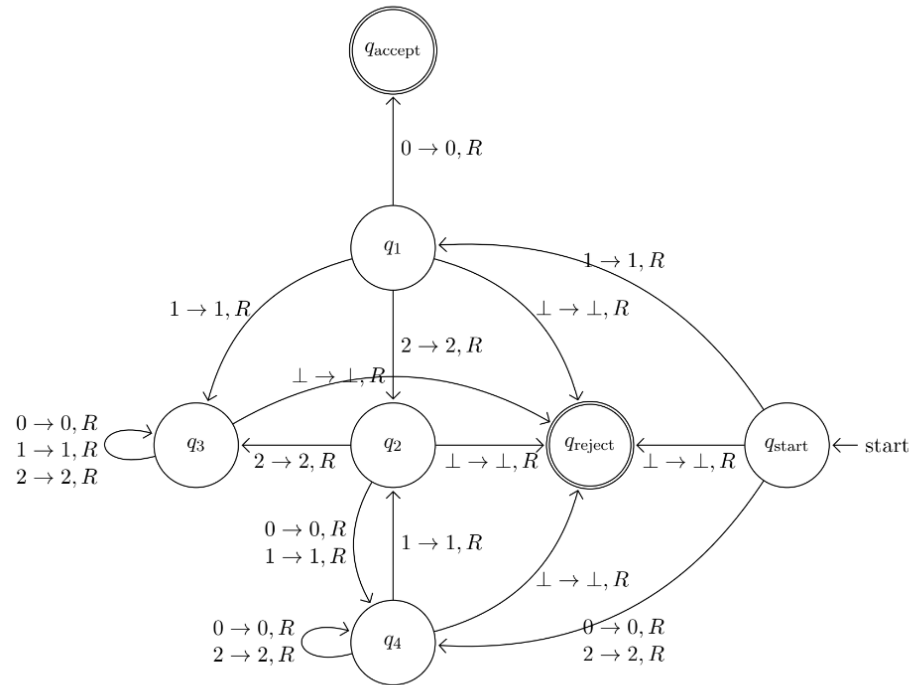 q_accept
0 → 0, R
q_1
1 → 1, R
1 → 1, R
⊥ → ⊥, R
2 → 2, R
⊥ → ⊥, R
0 → 0, R
1 → 1, R
2 → 2, R
q_3
2 → 2, R
q_2
⊥ → ⊥, R
q_reject
⊥ → ⊥, R
q_start
start
0 → 0, R
1 → 1, R
1 → 1, R
⊥ → ⊥, R
0 → 0, R
2 → 2, R
q_4
0 → 0, R
2 → 2, R